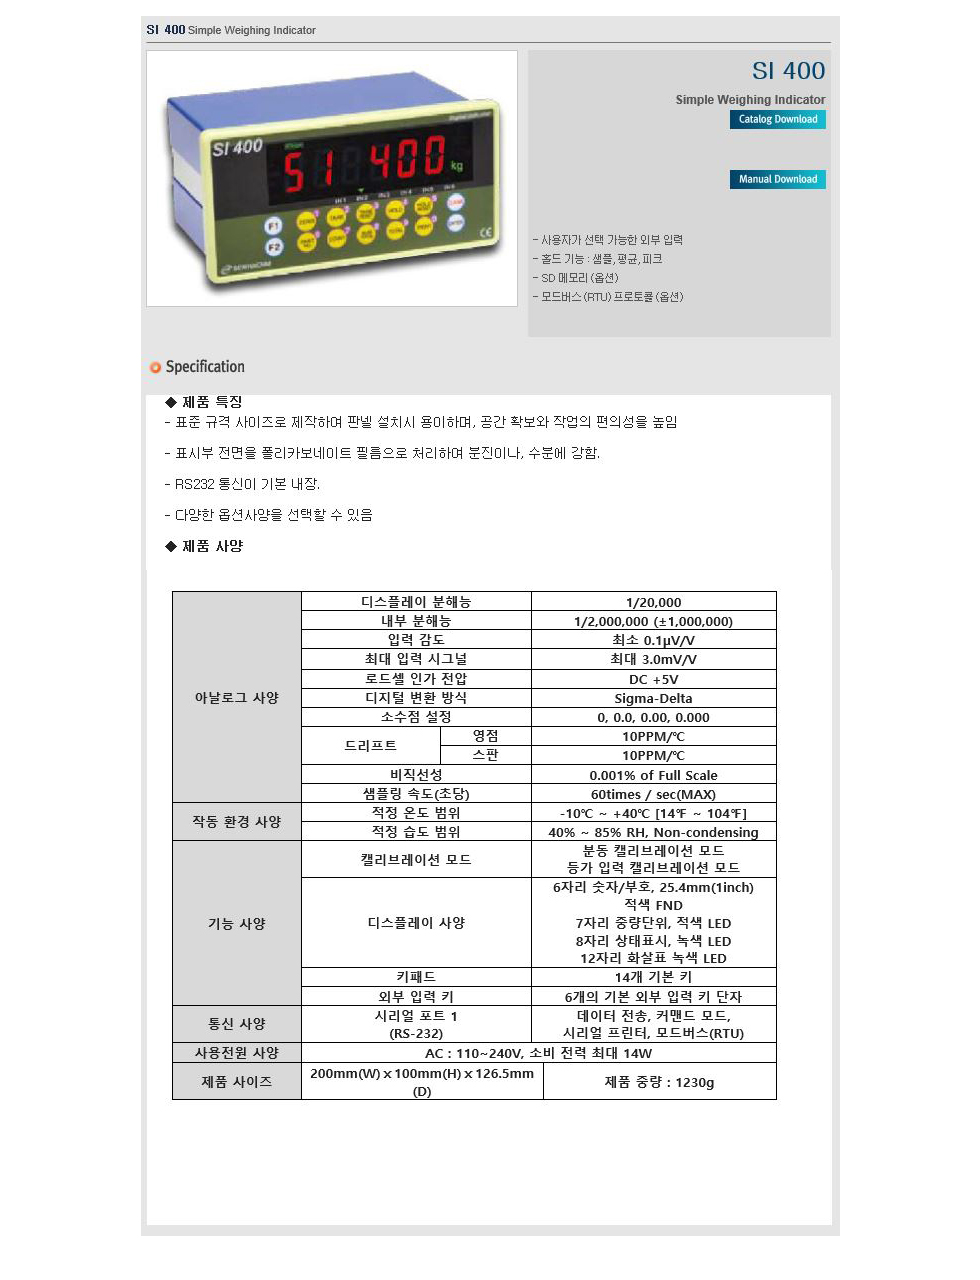 SI 400 Simple Weighing Indicator
SI 400
SI 400
kg
F1
F2
CE
SI 400
Simple Weighing Indicator
Catalog Download
Manual Download
- 사용자가 선택 가능한 외부 입력
- 홀드 기능 : 샘플, 평균, 피크
- SD 메모리 (옵션)
- 모드버스 (RTU) 프로토콜 (옵션)
Specification
◆ 제품 특징
- 표준 규격 사이즈로 제작하여 판넬 설치시 용이하며, 공간 확보와 작업의 편의성을 높임
- 표시부 전면을 폴리카보네이트 필름으로 처리하여 분진이나, 수분에 강함.
- RS232 통신이 기본 내장.
- 다양한 옵션사양을 선택할 수 있음
◆ 제품 사양
아날로그 사양
디스플레이 분해능 1/20,000
내부 분해능 1/2,000,000 (±1,000,000)
입력 감도 최소 0.1μV/V
최대 입력 시그널 최대 3.0mV/V
로드셀 인가 전압 DC +5V
디지털 변환 방식 Sigma-Delta
소수점 설정 0, 0.0, 0.00, 0.000
드리프트 영점 10PPM/℃
스판 10PPM/℃
비직선성 0.001% of Full Scale
샘플링 속도(초당) 60times / sec(MAX)
작동 환경 사양
적정 온도 범위 -10℃ ~ +40℃ [14℉ ~ 104℉]
적정 습도 범위 40% ~ 85% RH, Non-condensing
기능 사양
캘리브레이션 모드 분동 캘리브레이션 모드
등가 입력 캘리브레이션 모드
디스플레이 사양 6자리 숫자/부호, 25.4mm(1inch)
적색 FND
7자리 중량단위, 적색 LED
8자리 상태표시, 녹색 LED
12자리 화살표 녹색 LED
키패드 14개 기본 키
외부 입력 키 6개의 기본 외부 입력 키 단자
통신 사양
시리얼 포트 1
(RS-232)
데이터 전송, 커맨드 모드,
시리얼 프린터, 모드버스(RTU)
사용전원 사양 AC : 110~240V, 소비 전력 최대 14W
제품 사이즈
200mm(W) x 100mm(H) x 126.5mm
(D)
제품 중량 : 1230g